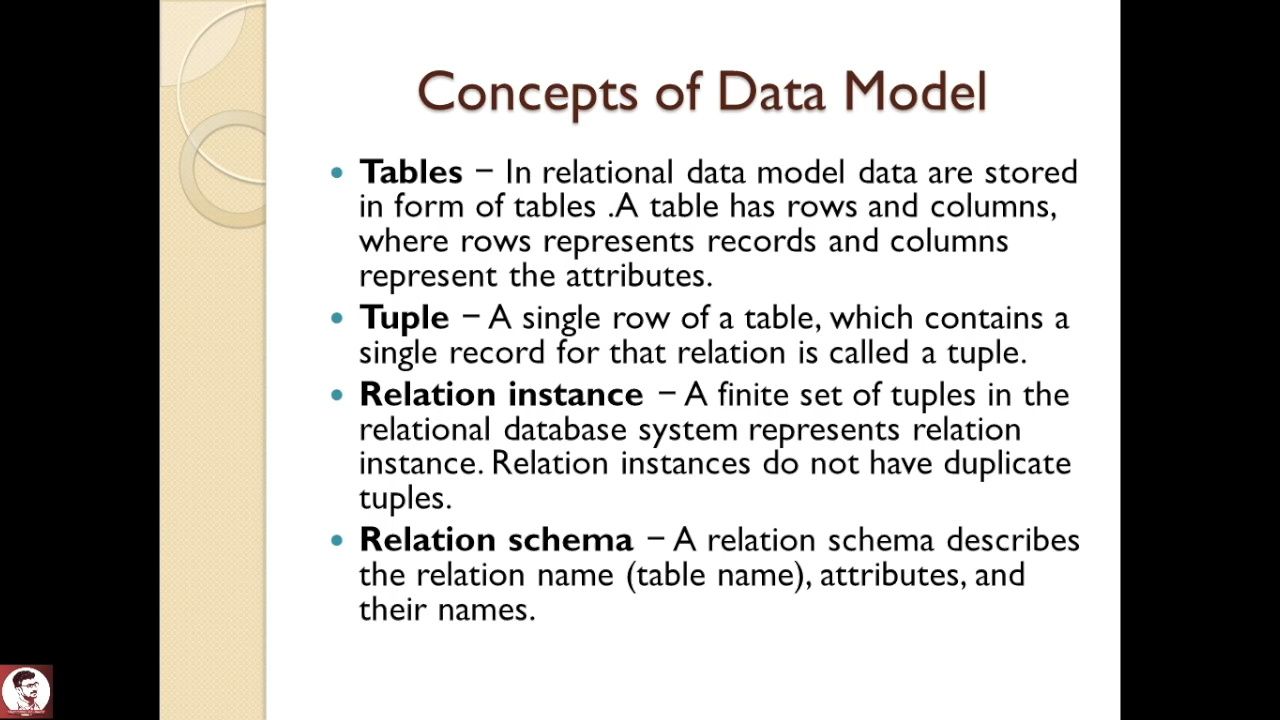 Concepts of Data Model
• Tables − In relational data model data are stored
in form of tables .A table has rows and columns,
where rows represents records and columns
represent the attributes.
• Tuple − A single row of a table, which contains a
single record for that relation is called a tuple.
• Relation instance − A finite set of tuples in the
relational database system represents relation
instance. Relation instances do not have duplicate
tuples.
• Relation schema − A relation schema describes
the relation name (table name), attributes, and
their names.